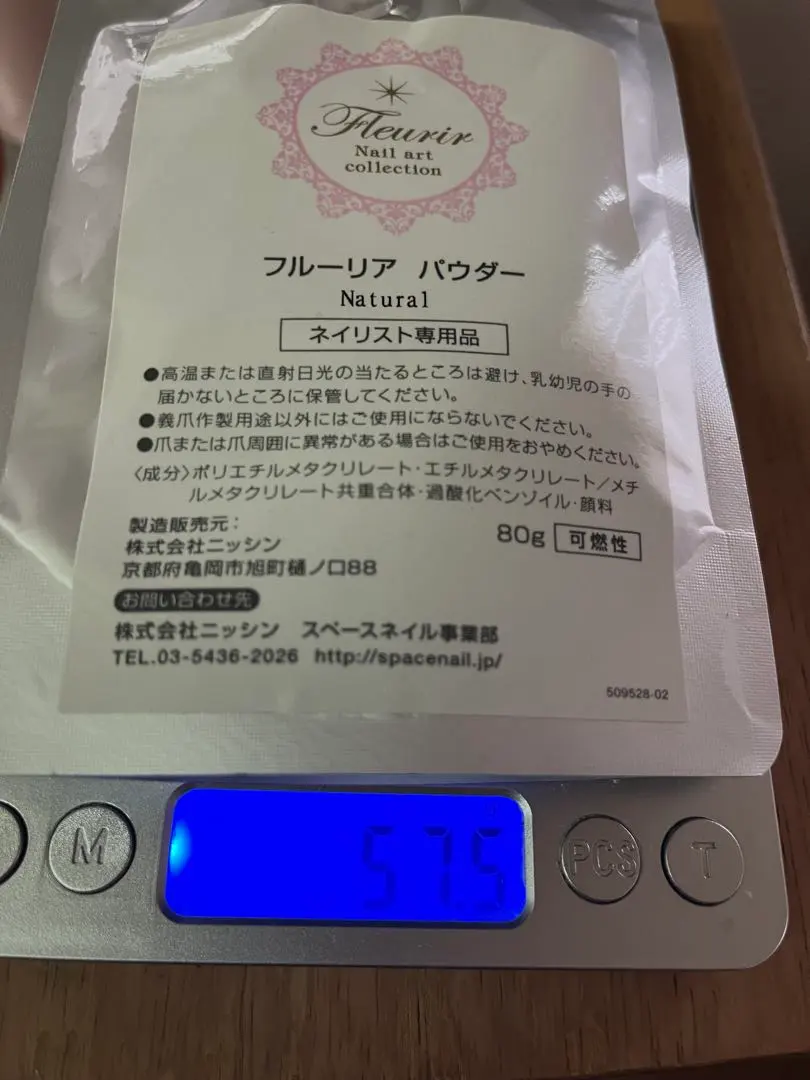 Fleurir
Nail art
collection
フルーリア パウダー
Natural
ネイリスト専用品
●高温または直射日光の当たるところは避け、乳幼児の手の
届かないところに保管してください。
●義爪作製用途以外にはご使用にならないでください。
●爪または爪周囲に異常がある場合はご使用をおやめください。
〈成分〉ポリエチルメタクリレート・エチルメタクリレート/メチ
ルメタクリレート共重合体・過酸化ベンゾイル・顔料
製造販売元:
株式会社ニッシン
京都府亀岡市旭町樋ノ口88
80g 可燃性
お問い合わせ先
株式会社ニッシン スペースネイル事業部
TEL.03-5436-2026 http://spacenail.jp/
509528-02
M 57.5 PCS T